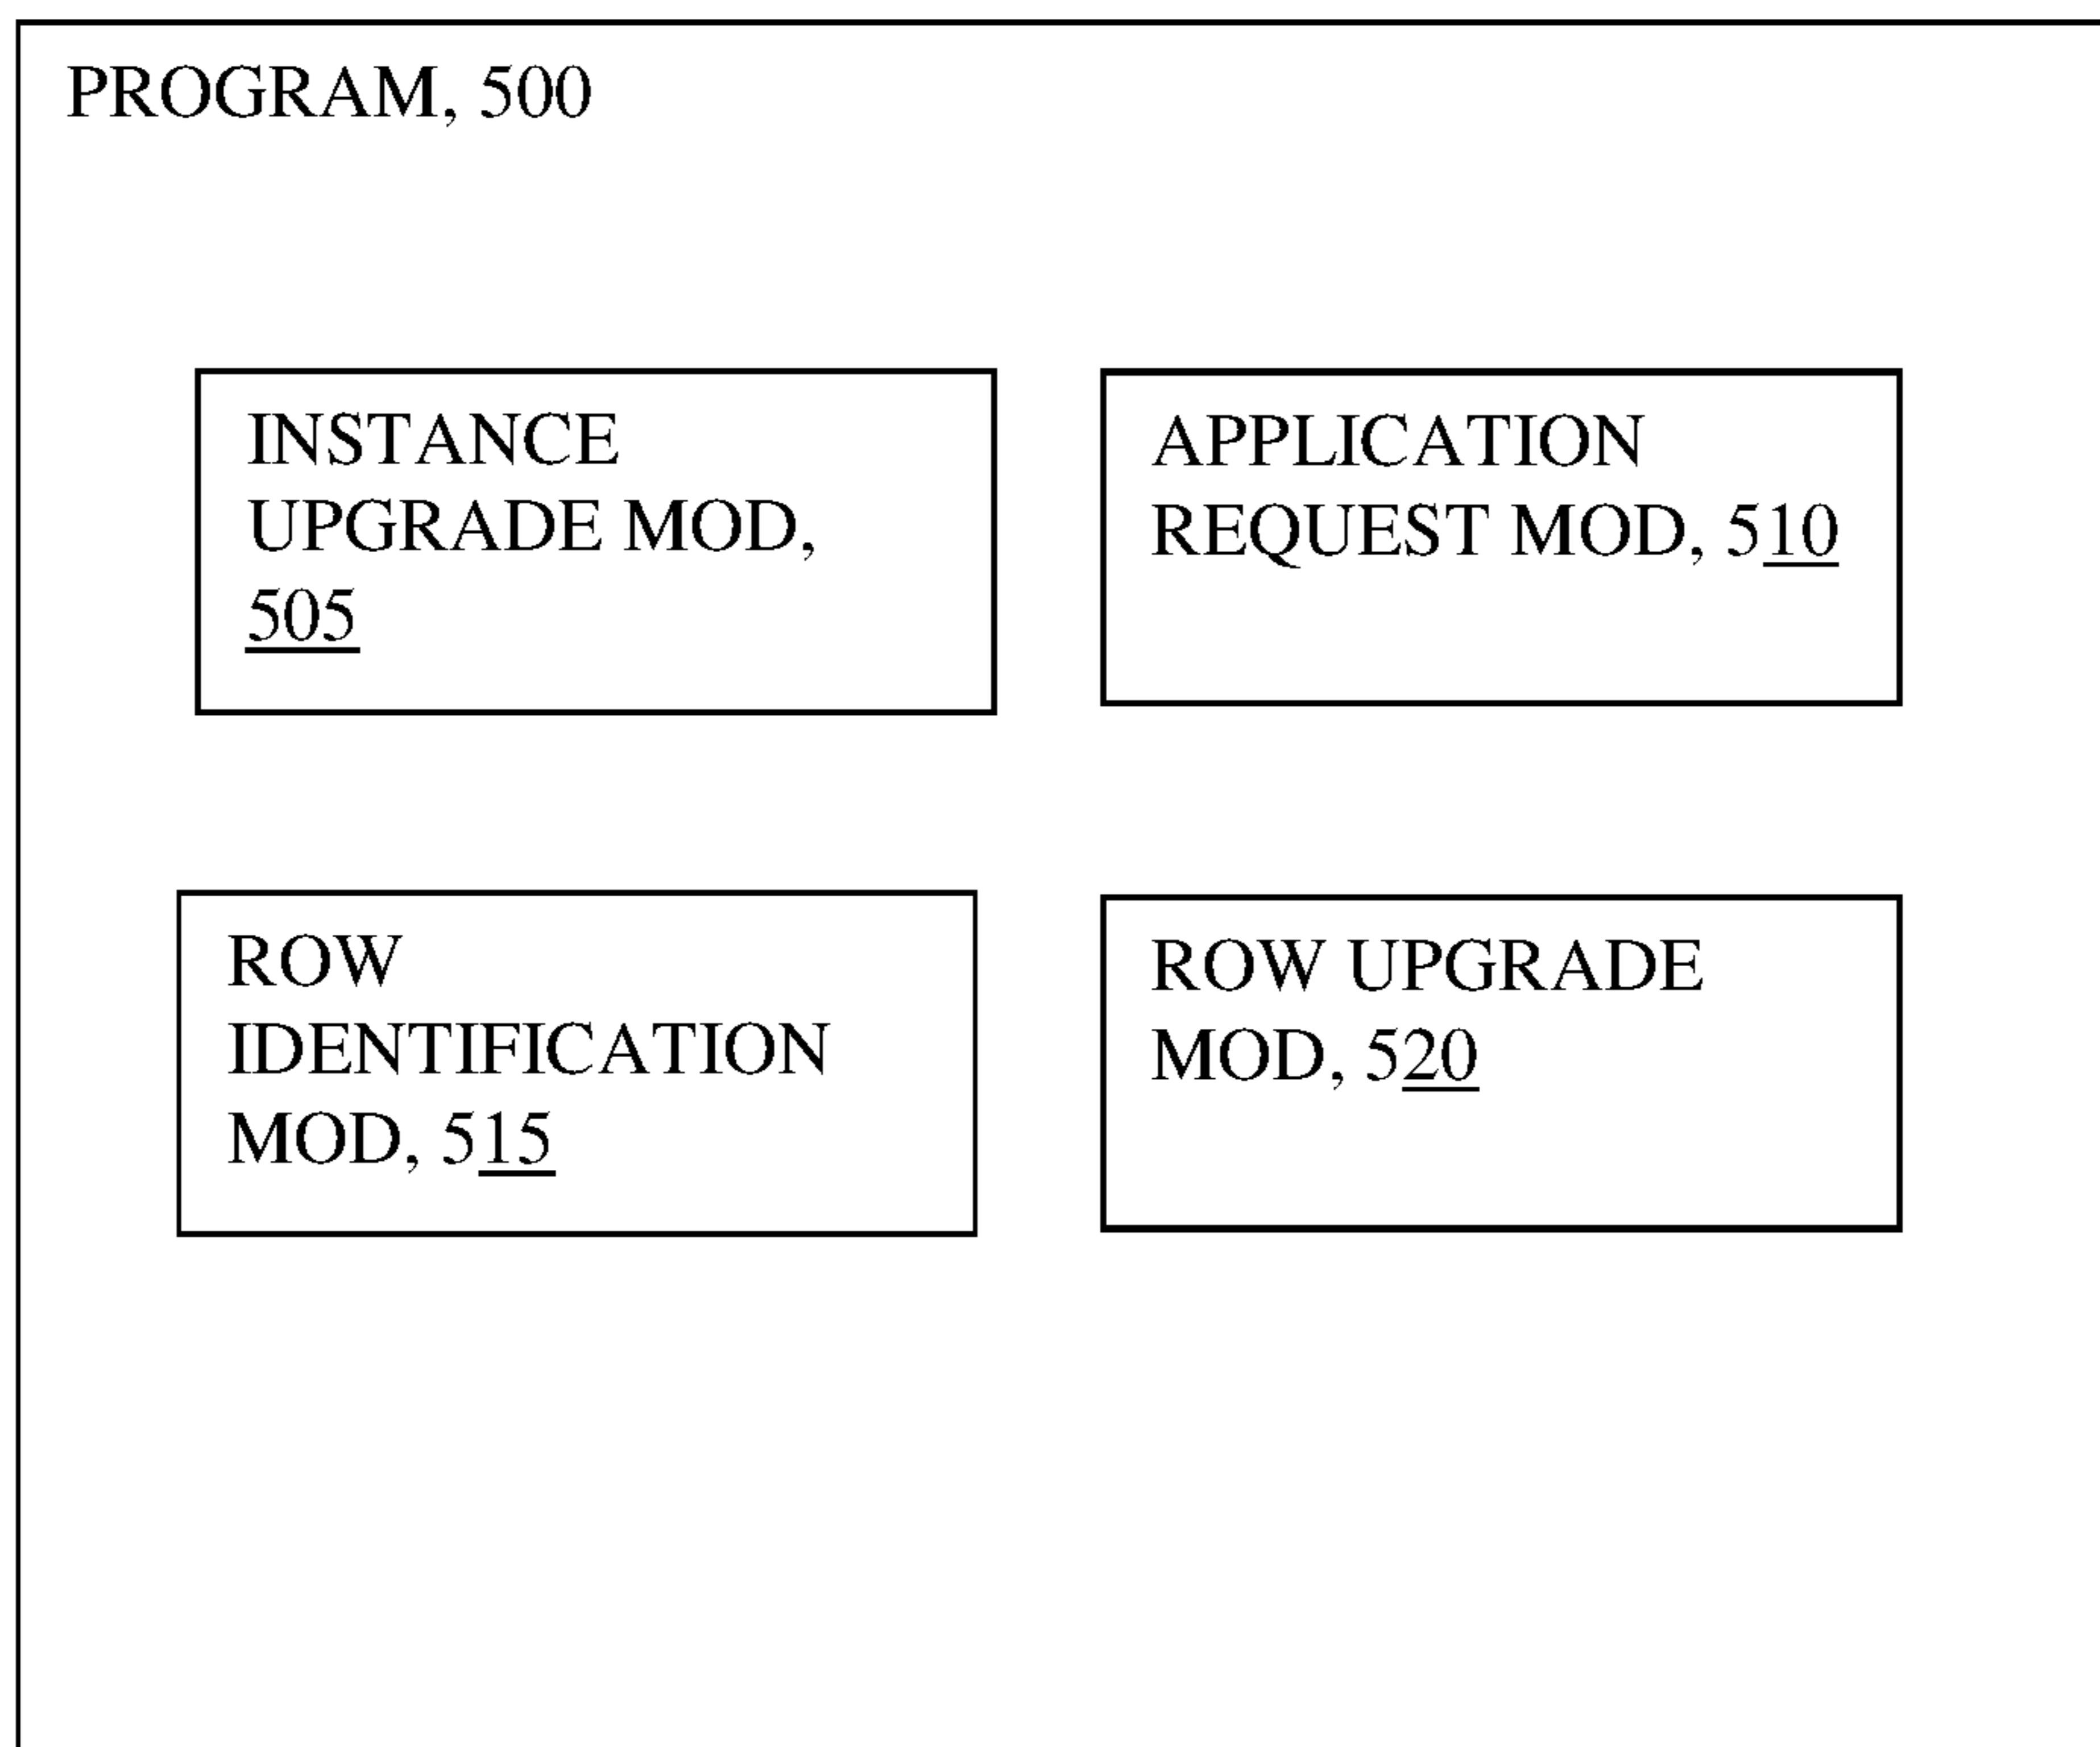 PROGRAM, 500
INSTANCE
UPGRADE MOD,
505
APPLICATION
REQUEST MOD, 510
ROW
IDENTIFICATION
MOD, 515
ROW UPGRADE
MOD, 520